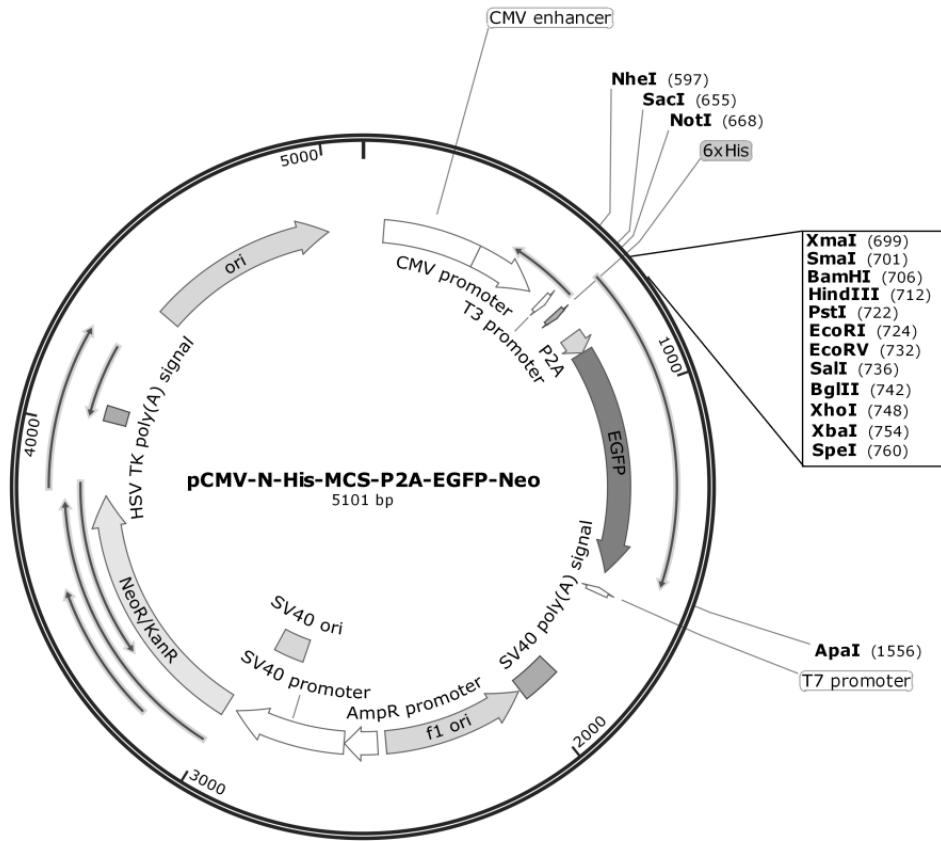 CMV enhancer
NheI (597)
SacI (655)
NotI (668)
6xHis
XmaI (699)
SmaI (701)
BamHI (706)
HindIII (712)
PstI (722)
EcoRI (724)
EcoRV (732)
SalI (736)
BglII (742)
XhoI (748)
XbaI (754)
SpeI (760)
5000
1000
2000
3000
4000
ori
CMV promoter
T3 promoter
P2A
EGFP
HSV TK poly(A) signal
pCMV-N-His-MCS-P2A-EGFP-Neo
5101 bp
SV40 poly(A) signal
NeoR/KanR
SV40 ori
SV40 promoter
AmpR promoter
f1 ori
ApaI (1556)
T7 promoter